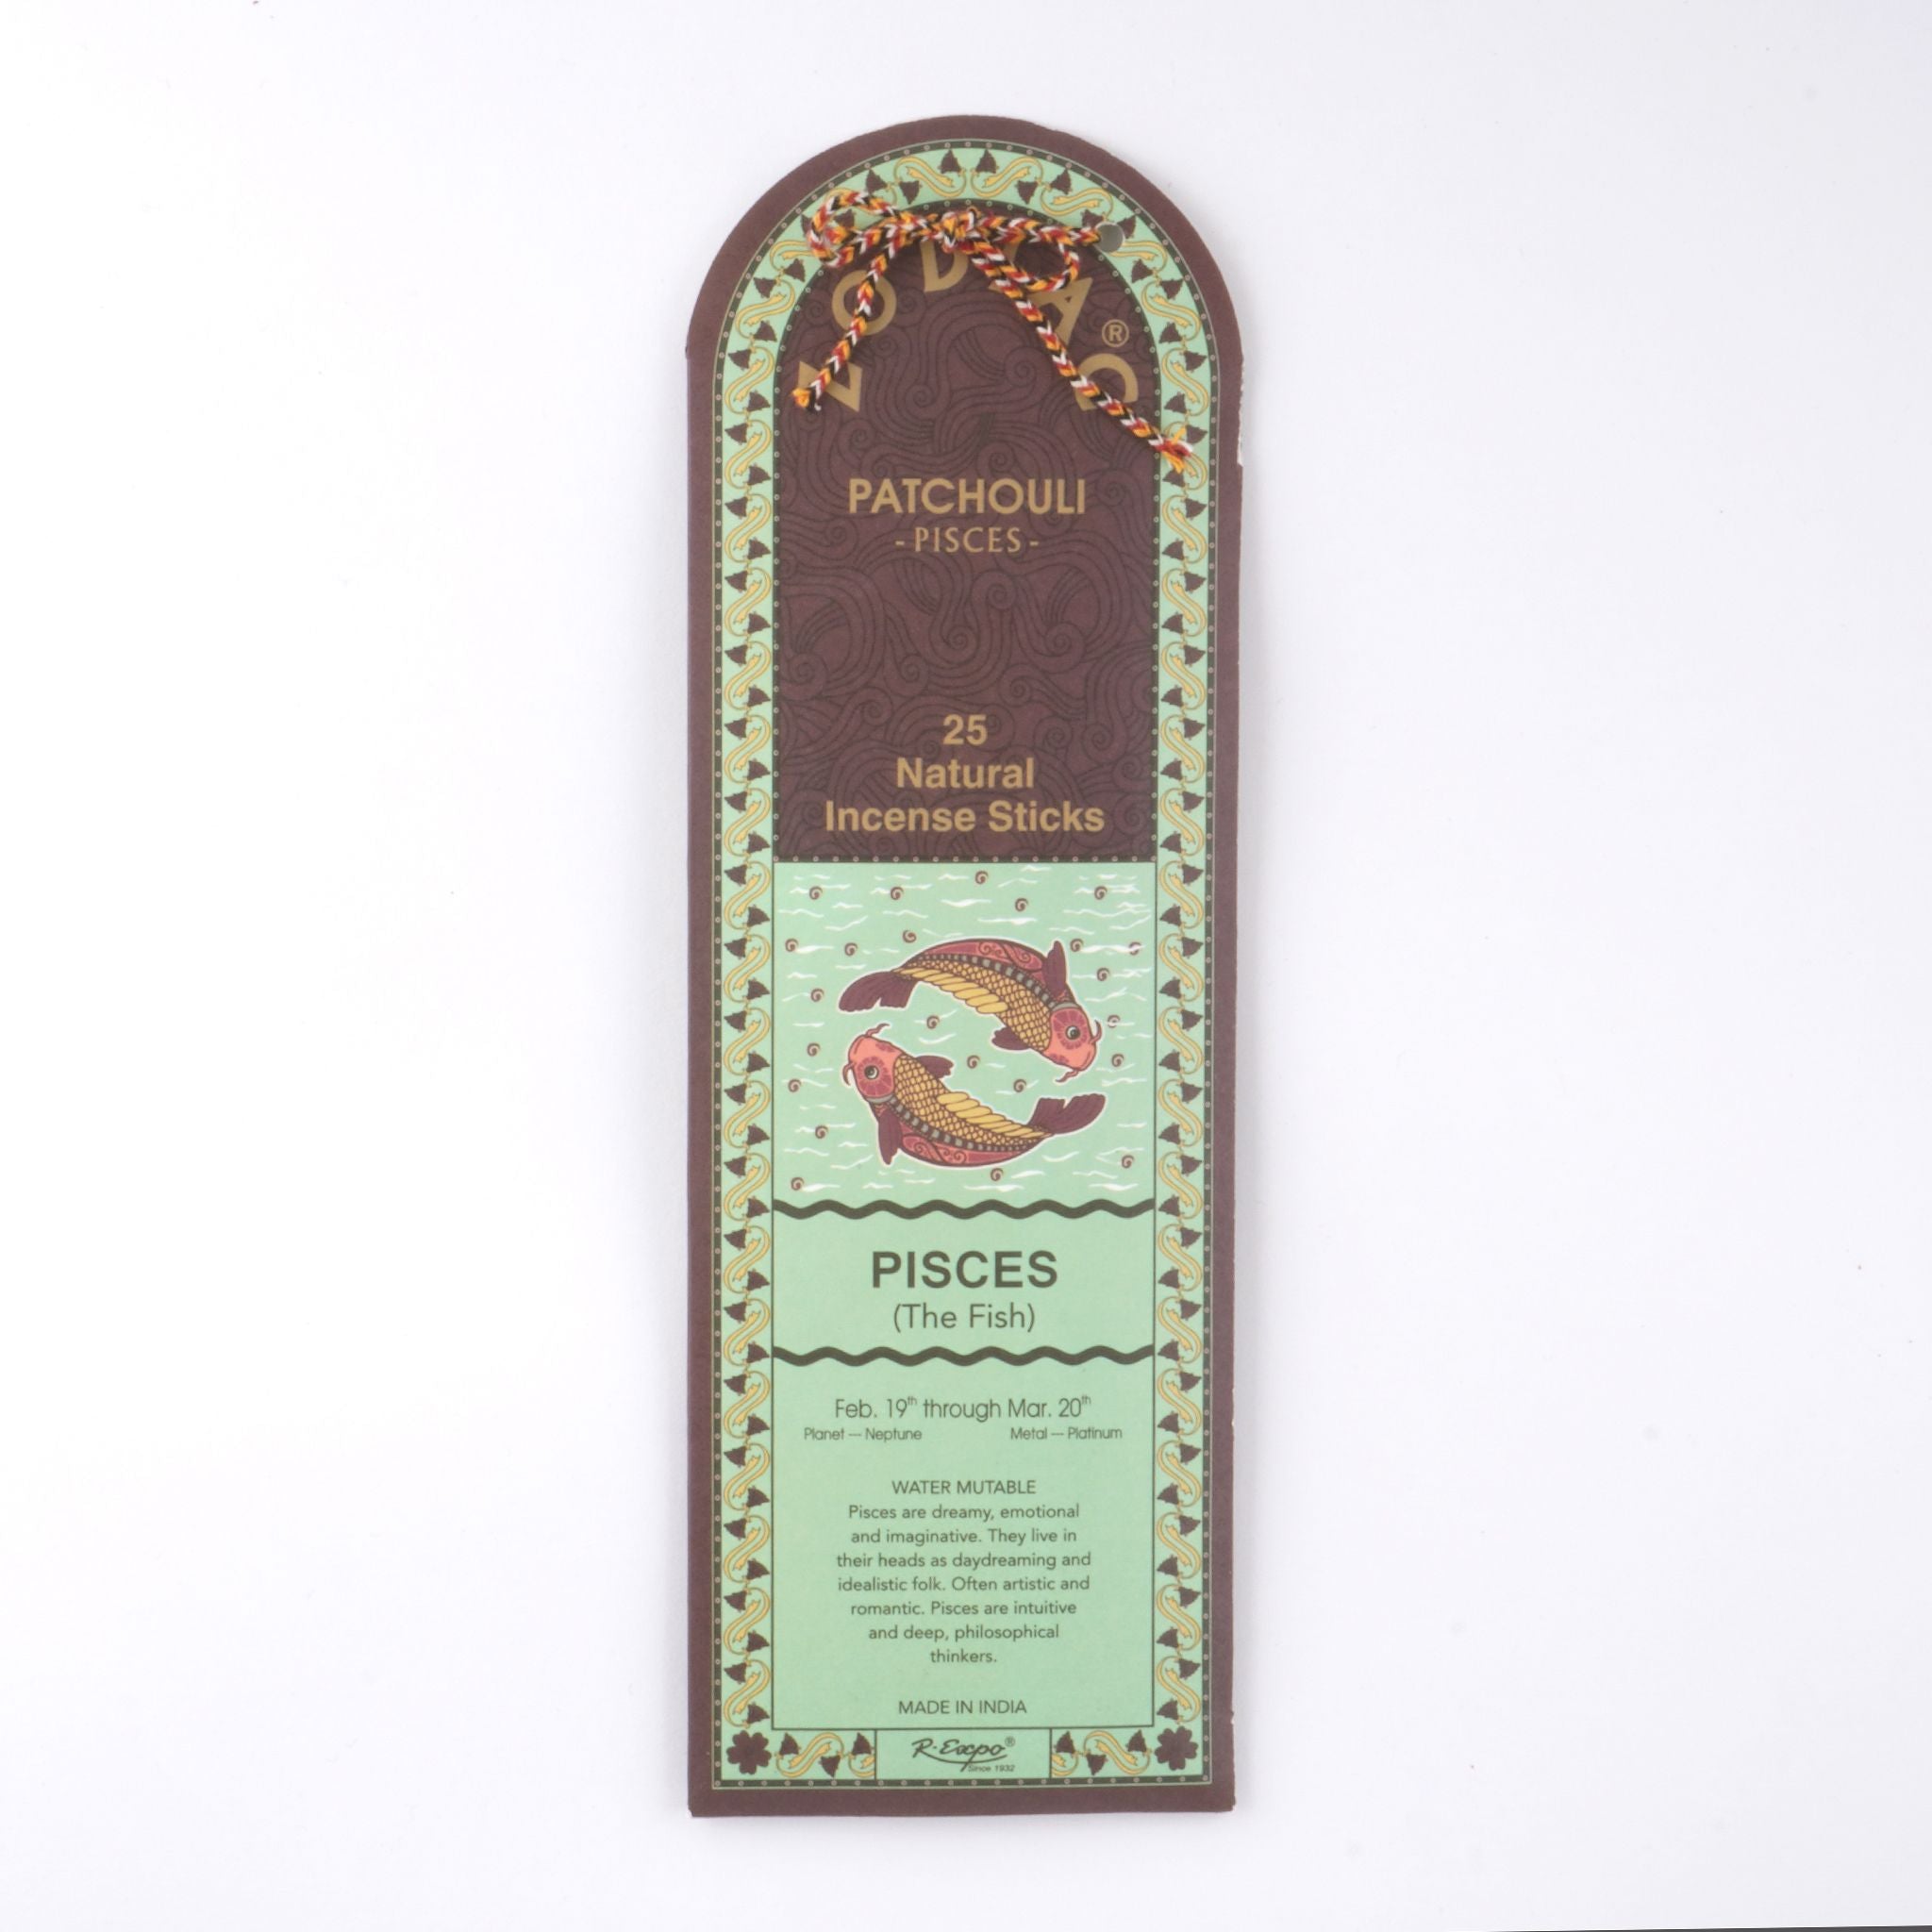 ZODIAC®
PATCHOULI
- PISCES -
25
Natural
Incense Sticks
PISCES
(The Fish)
Feb. 19th through Mar. 20th
Planet --- Neptune Metal --- Platinum
WATER MUTABLE
Pisces are dreamy, emotional
and imaginative. They live in
their heads as daydreaming and
idealistic folk. Often artistic and
romantic. Pisces are intuitive
and deep, philosophical
thinkers.
MADE IN INDIA
R-Expo®
Since 1932